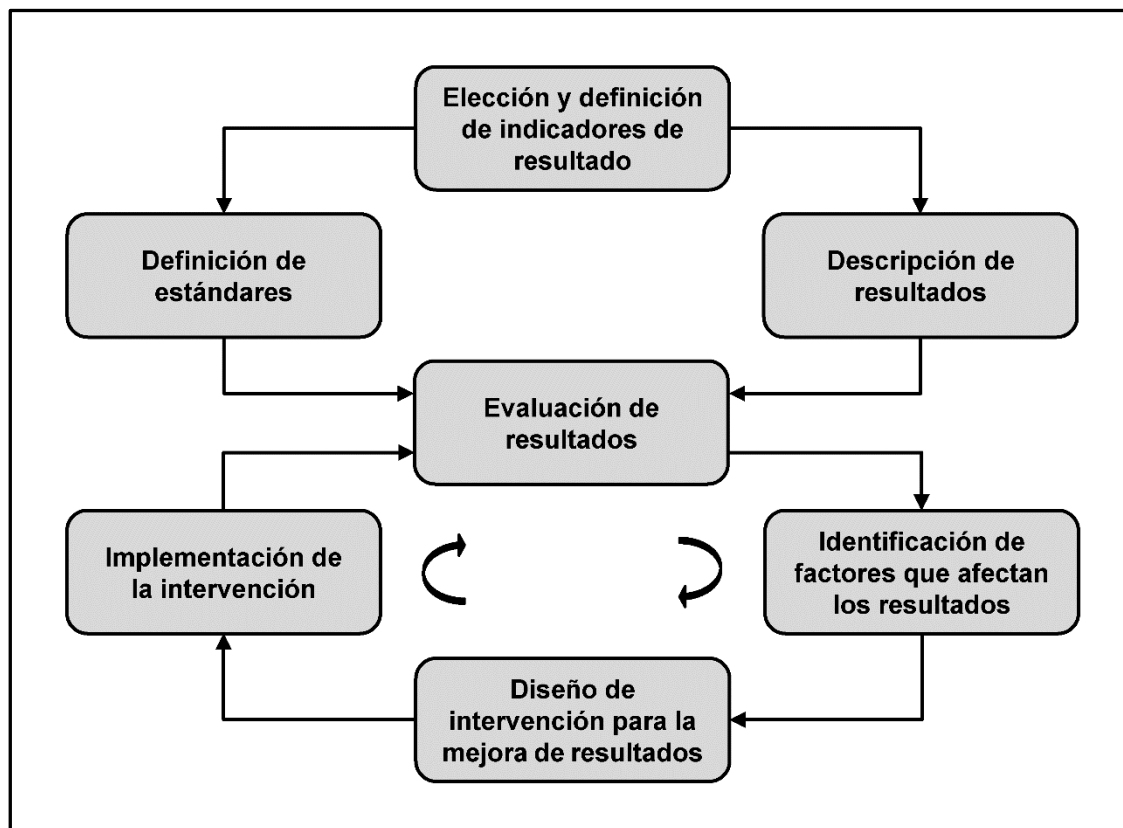 Elección y definición
de indicadores de
resultado
Definición de
estándares
Descripción de
resultados
Evaluación de
resultados
Implementación de
la intervención
Identificación de
factores que afectan
los resultados
Diseño de
intervención para la
mejora de resultados